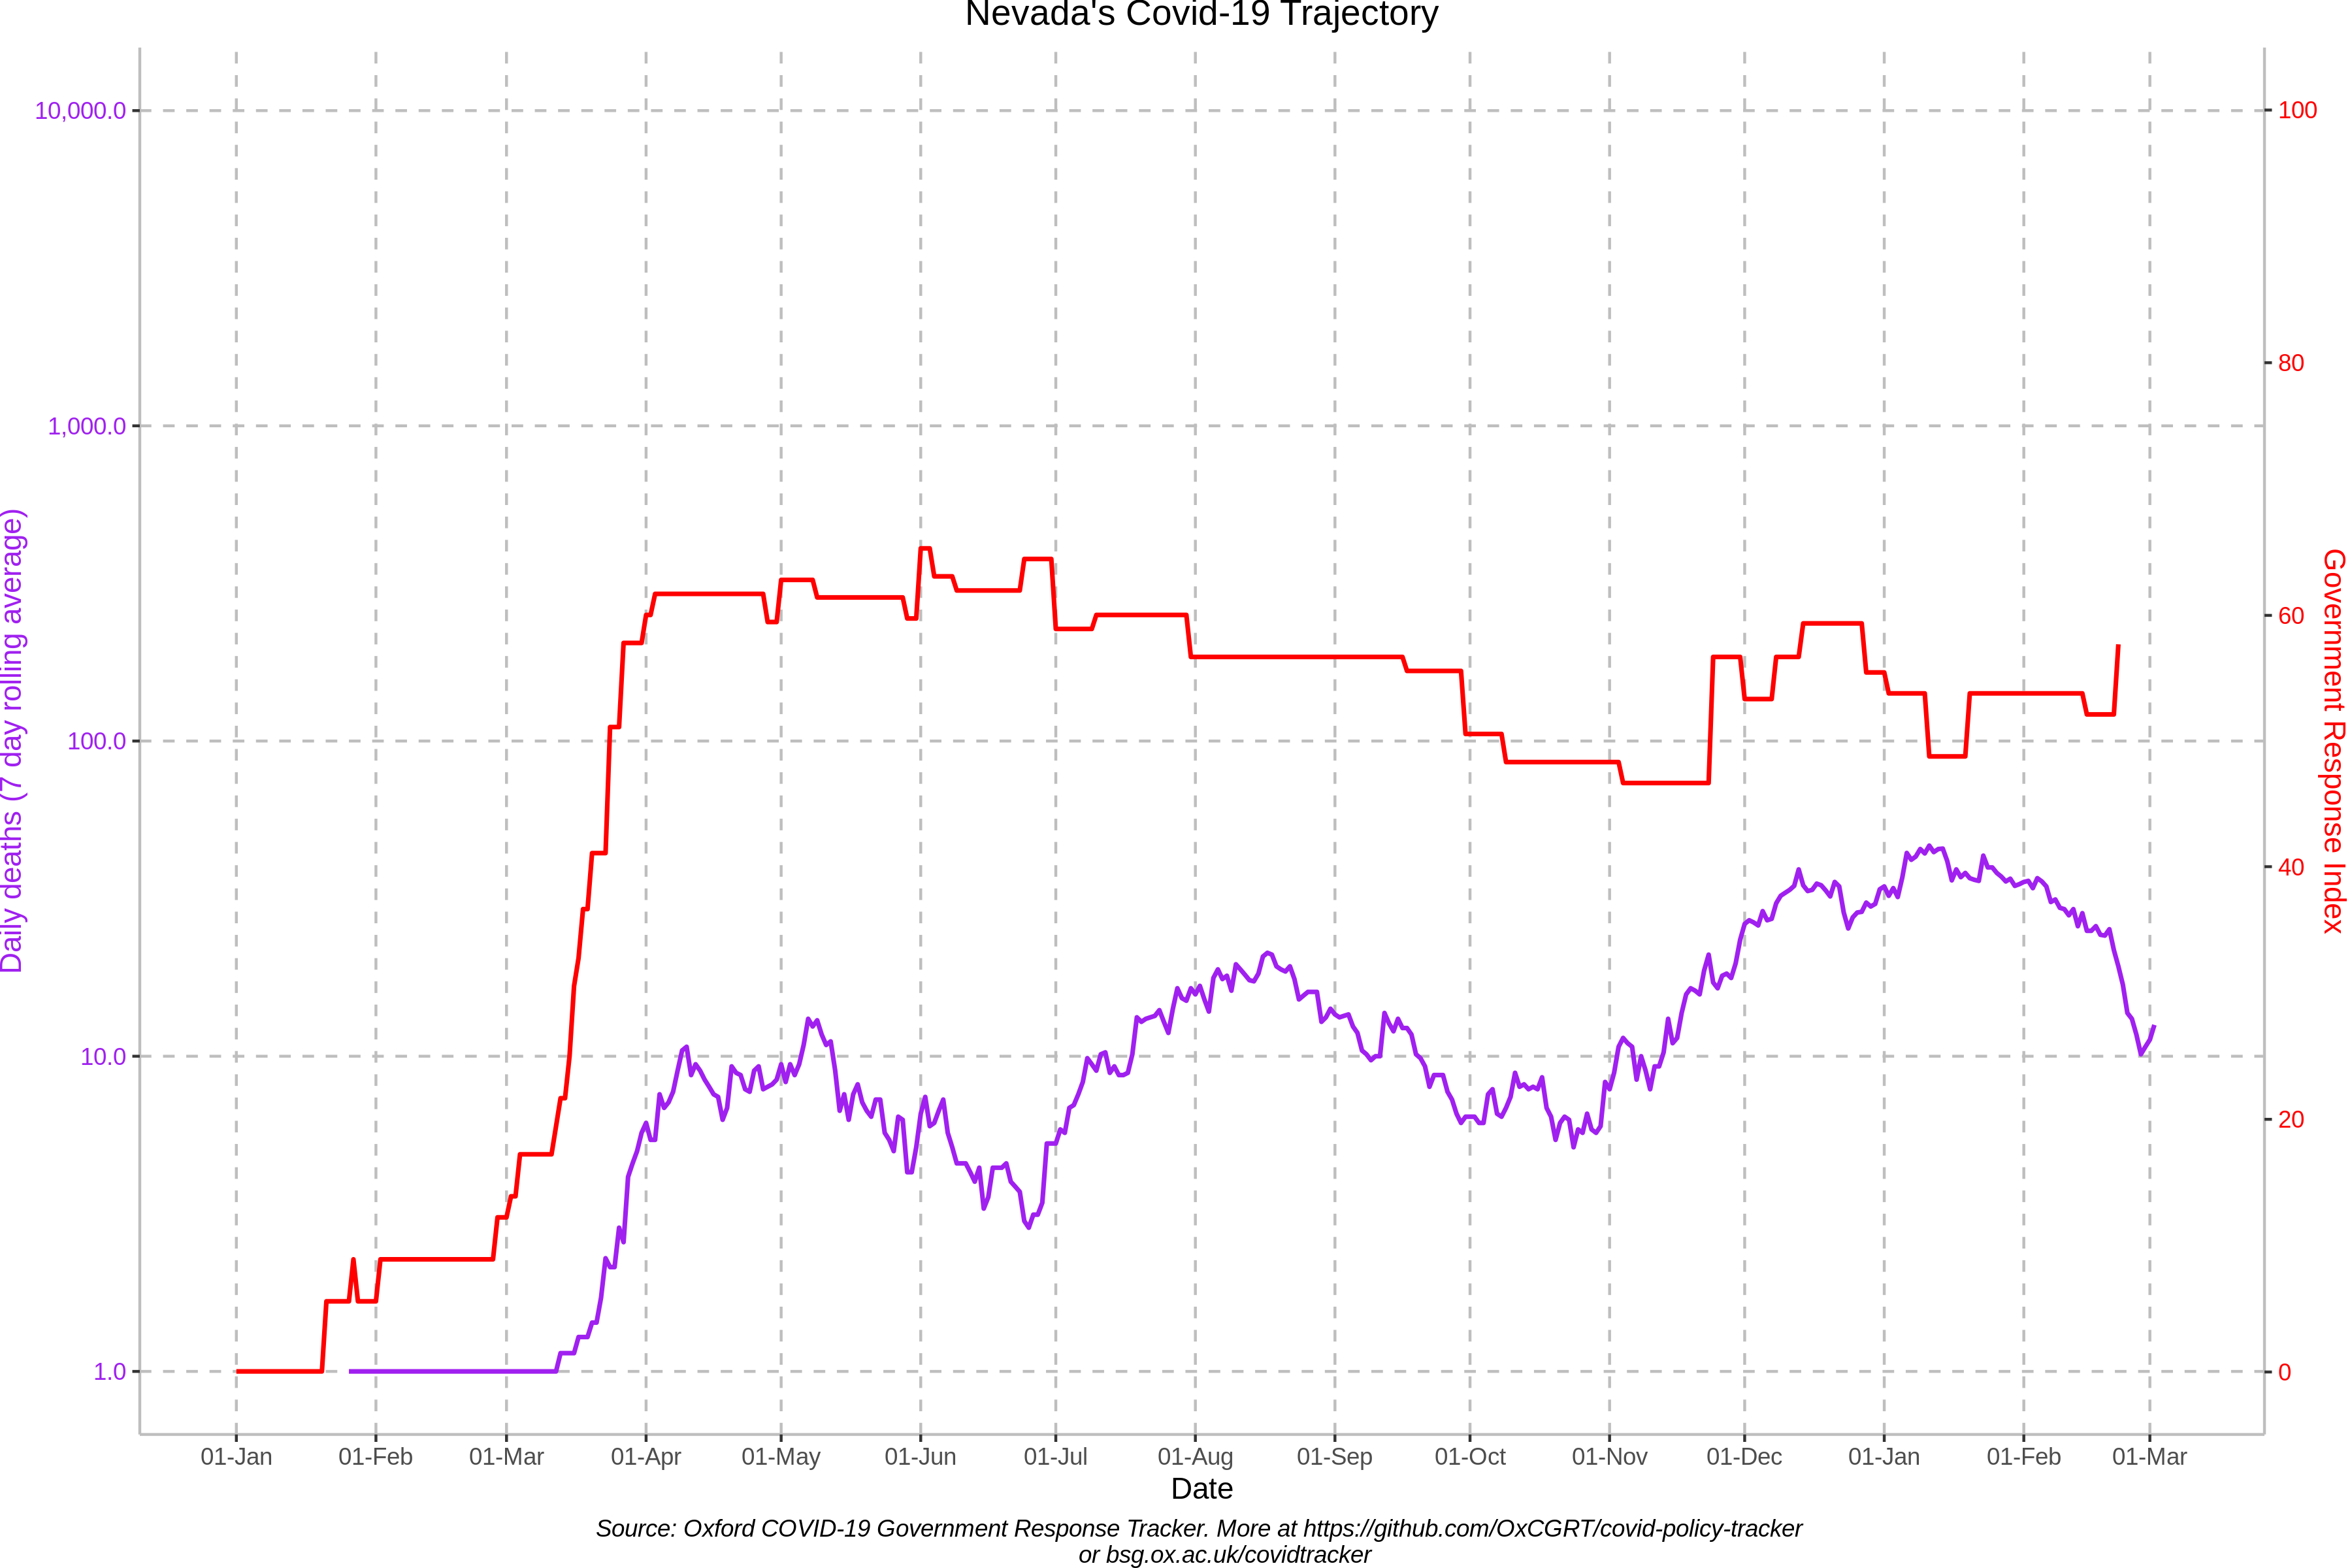 Nevada's Covid-19 Trajectory
10,000.0
1,000.0
100.0
10.0
1.0
Daily deaths (7 day rolling average)
100
80
60
40
20
0
Government Response Index
01-Jan 01-Feb 01-Mar 01-Apr 01-May 01-Jun 01-Jul 01-Aug 01-Sep 01-Oct 01-Nov 01-Dec 01-Jan 01-Feb 01-Mar
Date
Source: Oxford COVID-19 Government Response Tracker. More at https://github.com/OxCGRT/covid-policy-tracker
or bsg.ox.ac.uk/covidtracker